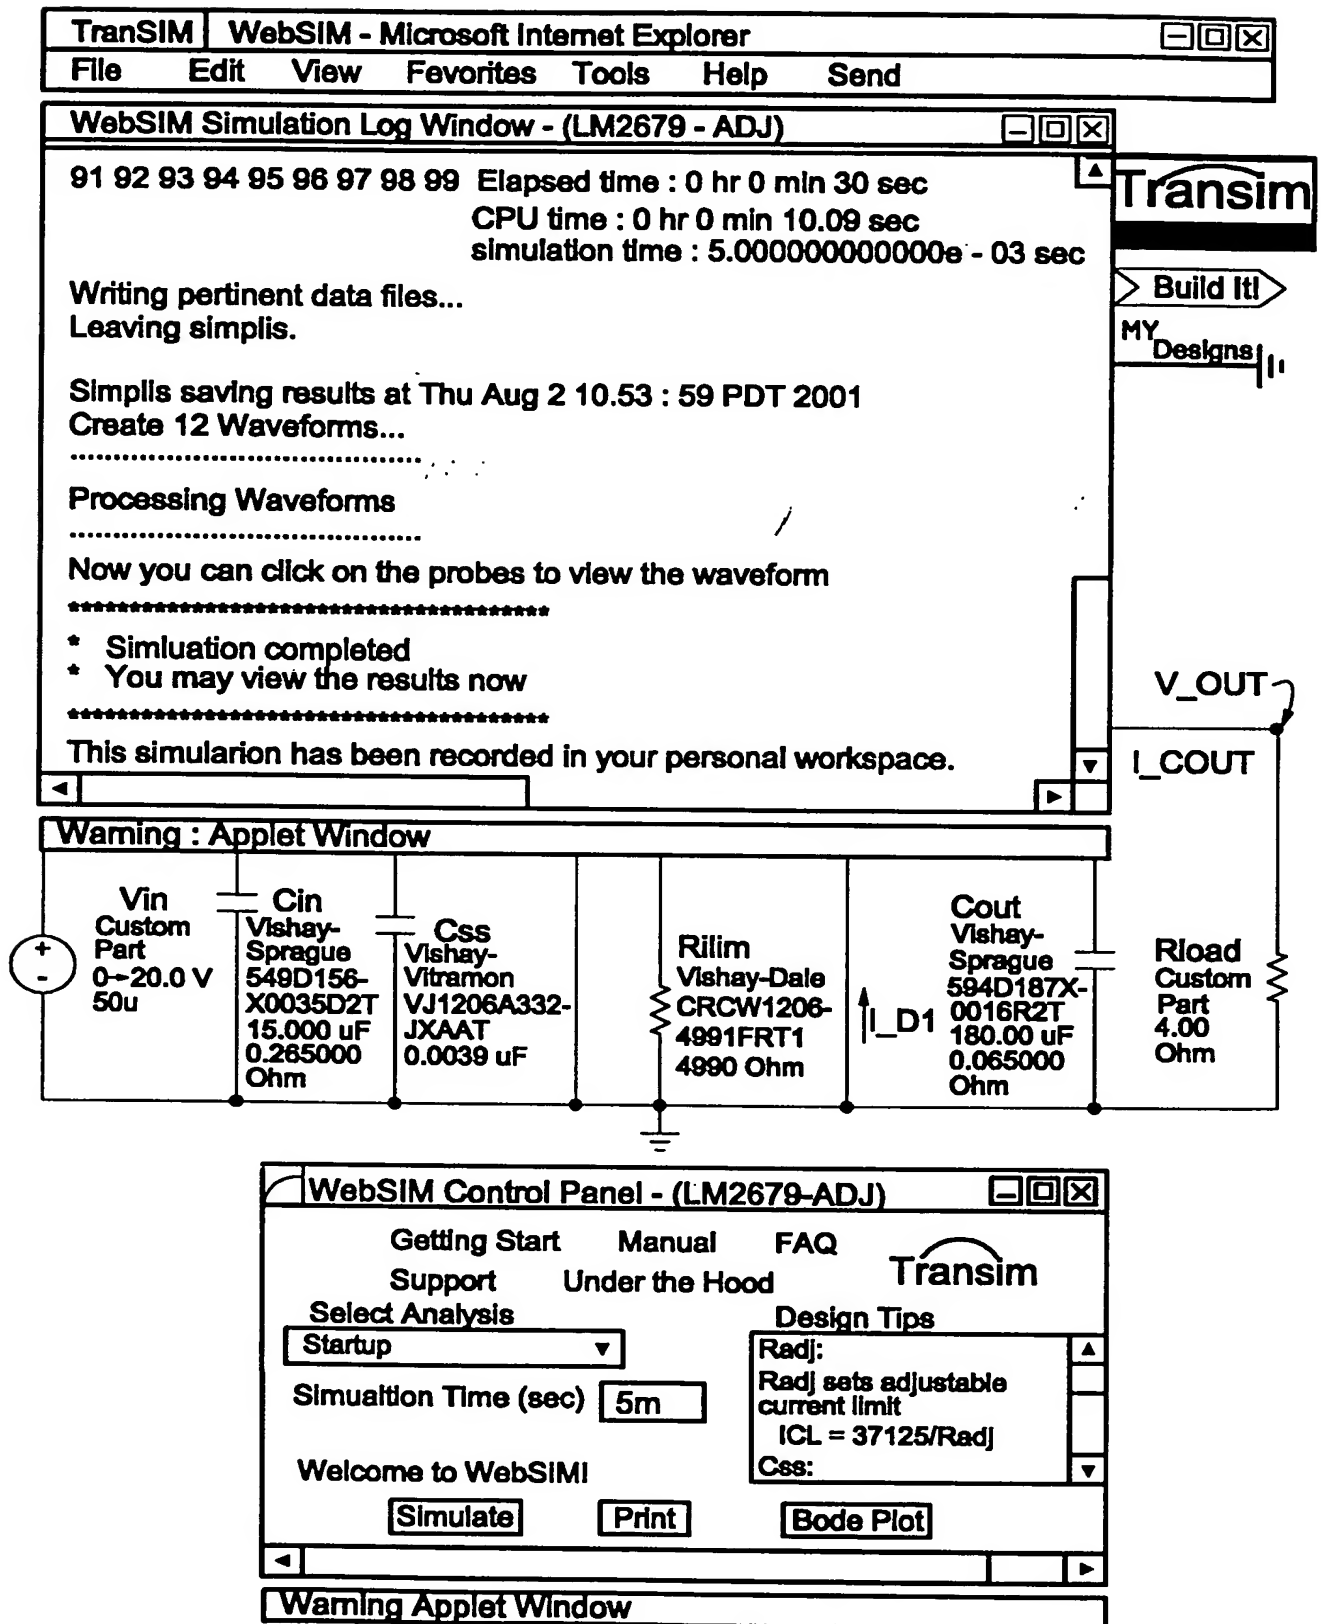 TranSIM WebSIM - Microsoft Internet Explorer
File Edit View Fevorites Tools Help Send
WebSIM Simulation Log Window - (LM2679 - ADJ)
91 92 93 94 95 96 97 98 99 Elapsed time : 0 hr 0 min 30 sec
CPU time : 0 hr 0 min 10.09 sec
simulation time : 5.000000000000e - 03 sec
Writing pertinent data files...
Leaving simplis.
Simplis saving results at Thu Aug 2 10.53 : 59 PDT 2001
Create 12 Waveforms...
Processing Waveforms
Now you can click on the probes to view the waveform
***************************************
* Simluation completed
* You may view the results now
***************************************
This simularion has been recorded in your personal workspace.
Transim
Build It!
MY
Designs
V_OUT
I_COUT
Warning : Applet Window
Vin
Custom
Part
0→20.0 V
50u
+
-
Cin
Vishay-
Sprague
549D156-
X0035D2T
15.000 uF
0.265000
Ohm
Css
Vishay-
Vitramon
VJ1206A332-
JXAAT
0.0039 uF
Rilim
Vishay-Dale
CRCW1206-
4991FRT1
4990 Ohm
I_D1
Cout
Vishay-
Sprague
594D187X-
0016R2T
180.00 uF
0.065000
Ohm
Rload
Custom
Part
4.00
Ohm
WebSIM Control Panel - (LM2679-ADJ)
Getting Start Manual FAQ
Support Under the Hood
Transim
Select Analysis
Startup
Simualtion Time (sec) 5m
Welcome to WebSIM!
Design Tips
Radj:
Radj sets adjustable
current limit
ICL = 37125/Radj
Css:
Simulate Print Bode Plot
Warning Applet Window